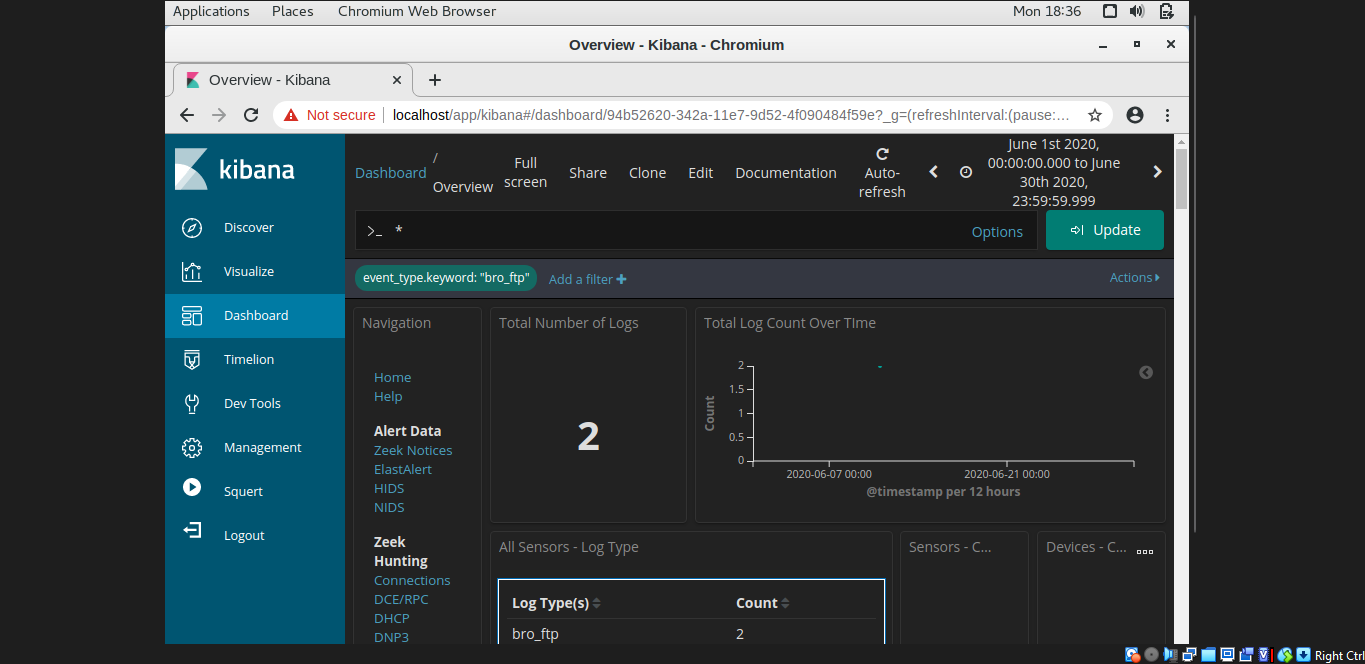 Applications Places Chromium Web Browser Mon 18:36
Overview - Kibana - Chromium
Overview - Kibana
Not secure localhost/app/kibana#/dashboard/94b52620-342a-11e7-9d52-4f090484f59e?_g=(refreshInterval:(pause:...
kibana
Discover
Visualize
Dashboard
Timelion
Dev Tools
Management
Squert
Logout
Dashboard / Overview
Full screen
Share
Clone
Edit
Documentation
Auto-refresh
June 1st 2020,
00:00:00.000 to June
30th 2020,
23:59:59.999
>_ * Options
Update
event_type.keyword: "bro_ftp" Add a filter + Actions
Navigation
Home
Help
Alert Data
Zeek Notices
ElastAlert
HIDS
NIDS
Zeek
Hunting
Connections
DCE/RPC
DHCP
DNP3
Total Number of Logs
2
Total Log Count Over TIme
Count
2
1.5
1
0.5
0
2020-06-07 00:00 2020-06-21 00:00
@timestamp per 12 hours
All Sensors - Log Type
Log Type(s) Count
bro_ftp 2
Sensors - C...
Devices - C...
Right Ctrl